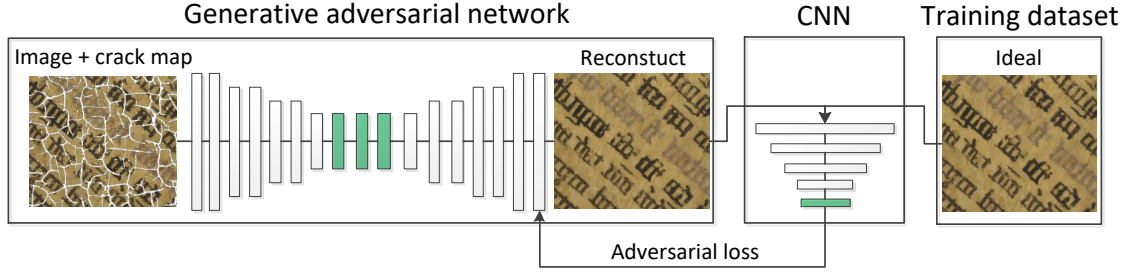 Generative adversarial network
CNN
Training dataset
Image + crack map
Reconstuct
Ideal
Adversarial loss